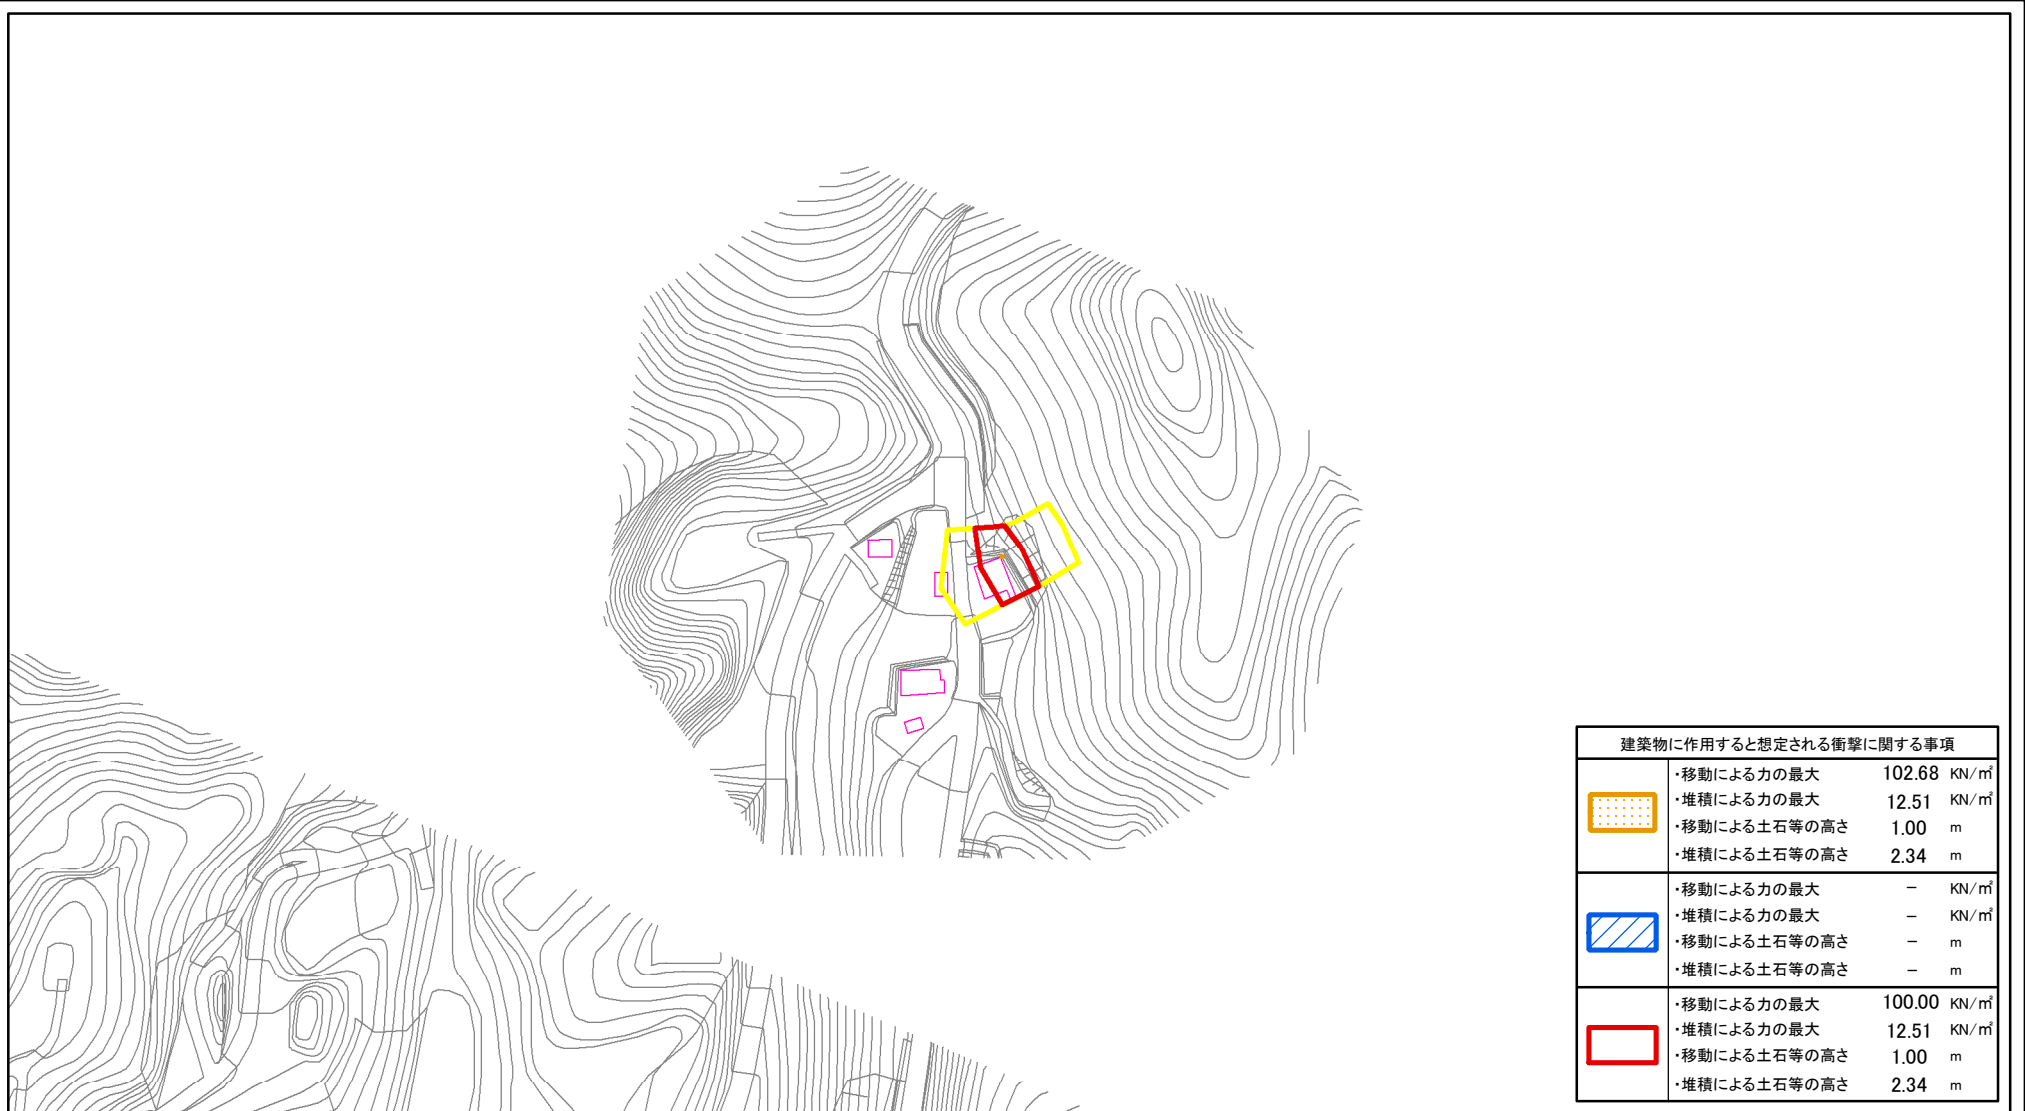 建築物に作用すると想定される衝撃に関する事項
・移動による力の最大 102.68 KN/㎡
・堆積による力の最大 12.51 KN/㎡
・移動による土石等の高さ 1.00 m
・堆積による土石等の高さ 2.34 m
・移動による力の最大 － KN/㎡
・堆積による力の最大 － KN/㎡
・移動による土石等の高さ － m
・堆積による土石等の高さ － m
・移動による力の最大 100.00 KN/㎡
・堆積による力の最大 12.51 KN/㎡
・移動による土石等の高さ 1.00 m
・堆積による土石等の高さ 2.34 m